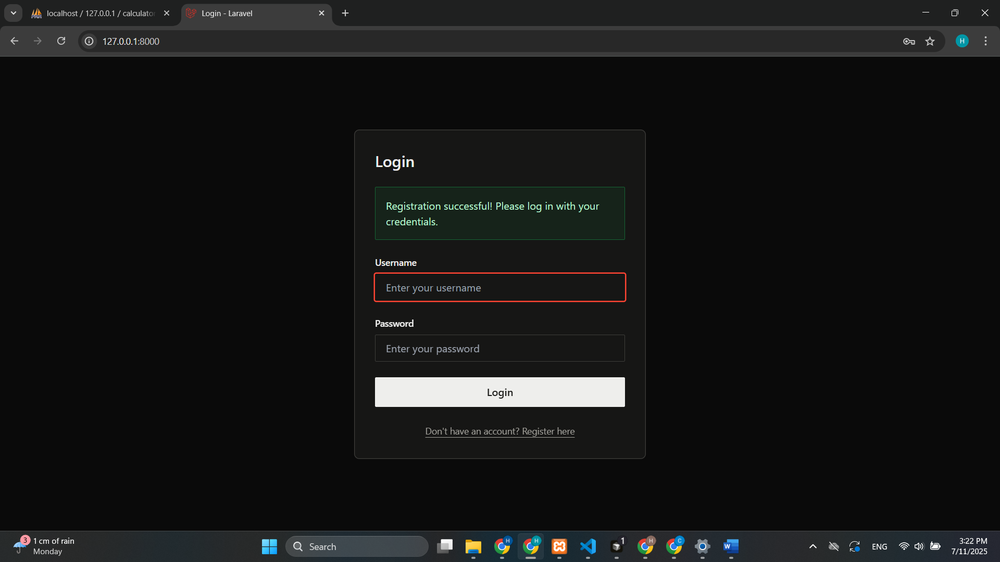 localhost / 127.0.0.1 / calculator
Login - Laravel
127.0.0.1:8000
H
Login
Registration successful! Please log in with your
credentials.
Username
Enter your username
Password
Enter your password
Login
Don't have an account? Register here
3
1 cm of rain
Monday
Search
H
H
1
H
C
W
ENG
3:22 PM
7/11/2025